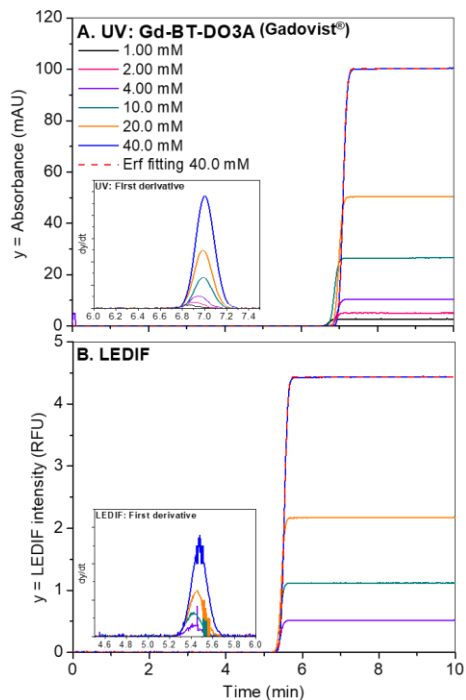 A. UV: Gd-BT-DO3A (Gadovist®)
1.00 mM
2.00 mM
4.00 mM
10.0 mM
20.0 mM
40.0 mM
Erf fitting 40.0 mM
y = Absorbance (mAU)
120
100
80
60
40
20
0
UV: First derivative
dy/dt
6.0 6.2 6.4 6.6 6.8 7.0 7.2 7.4
B. LEDIF
y = LEDIF intensity (RFU)
5
4
3
2
1
0
LEDIF: First derivative
dy/dt
4.6 4.8 5.0 5.2 5.4 5.6 5.8 6.0
0 2 4 6 8 10
Time (min)